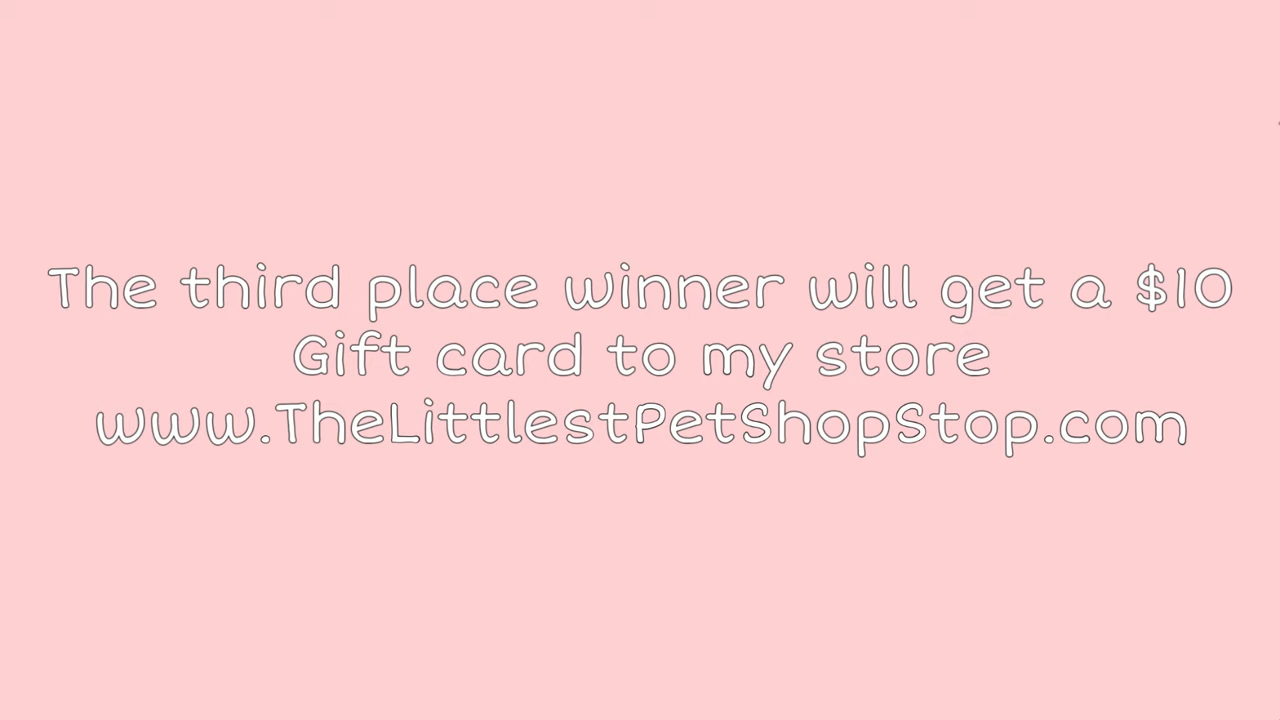 The third place winner will get a $10
Gift card to my store
www.TheLittlestPetShopStop.com